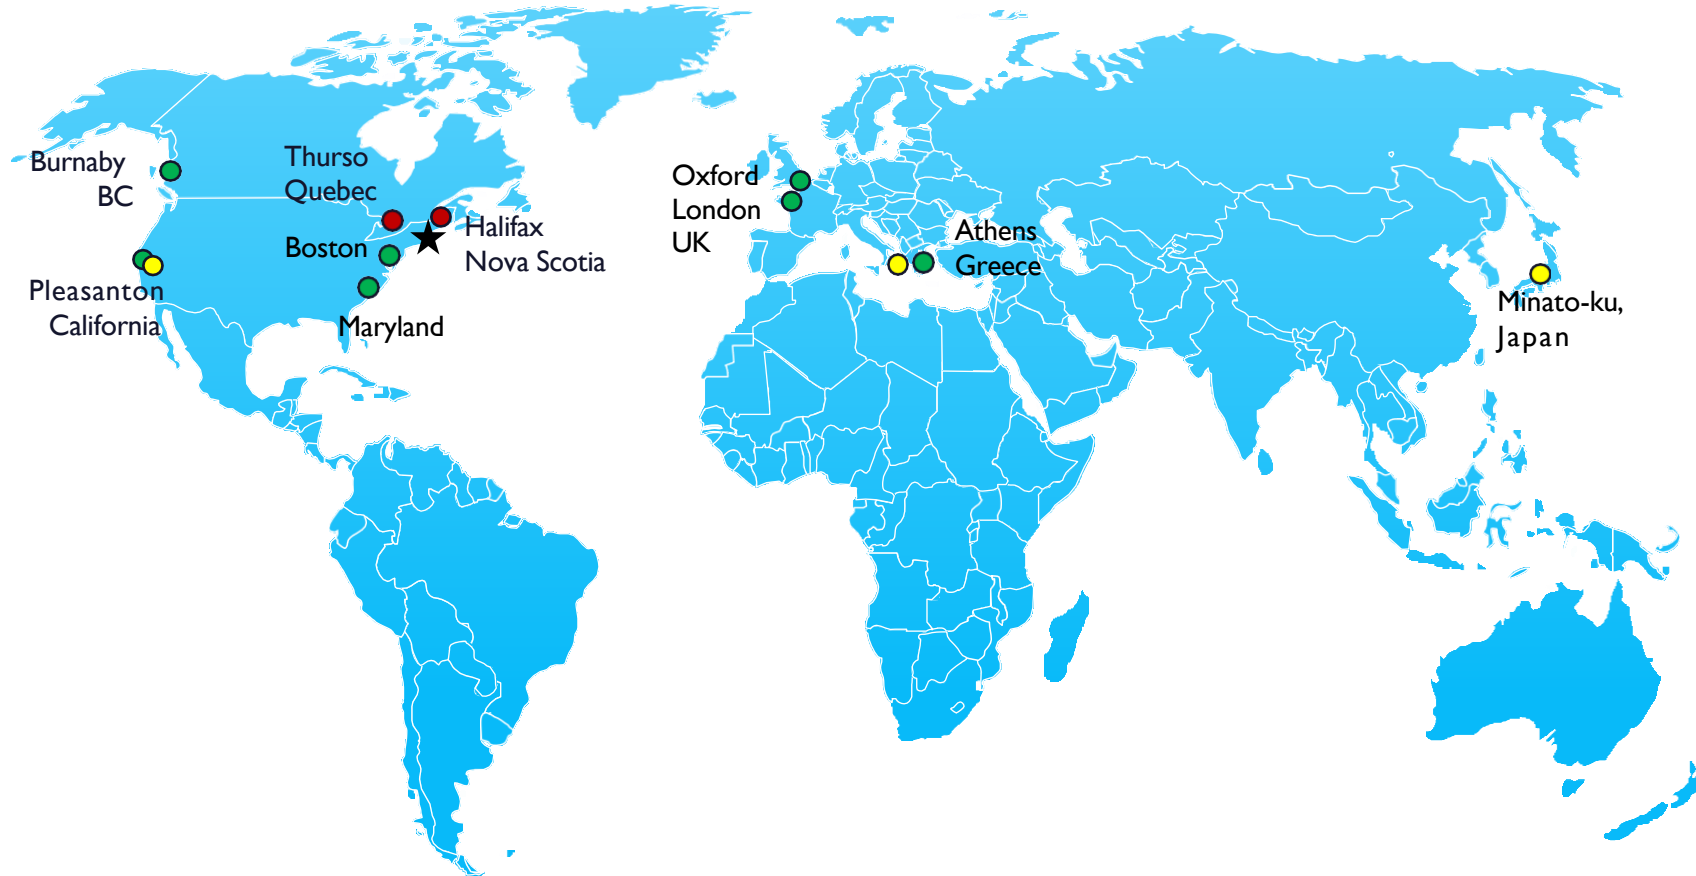 Burnaby
BC
Thurso
Quebec
Boston
Halifax
Nova Scotia
Pleasanton
California
Maryland
Oxford
London
UK
Athens
Greece
Minato-ku,
Japan